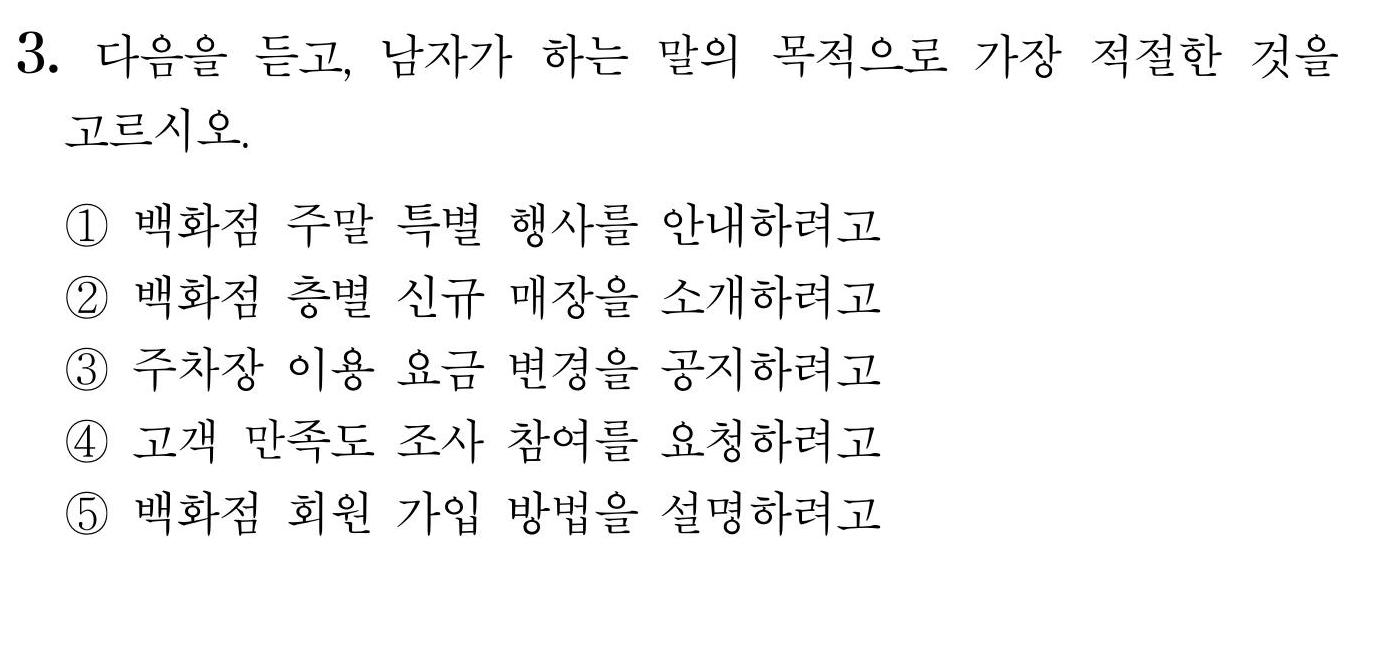 3. 다음을 듣고, 남자가 하는 말의 목적으로 가장 적절한 것을
고르시오.
① 백화점 주말 특별 행사를 안내하려고
② 백화점 층별 신규 매장을 소개하려고
③ 주차장 이용 요금 변경을 공지하려고
④ 고객 만족도 조사 참여를 요청하려고
⑤ 백화점 회원 가입 방법을 설명하려고